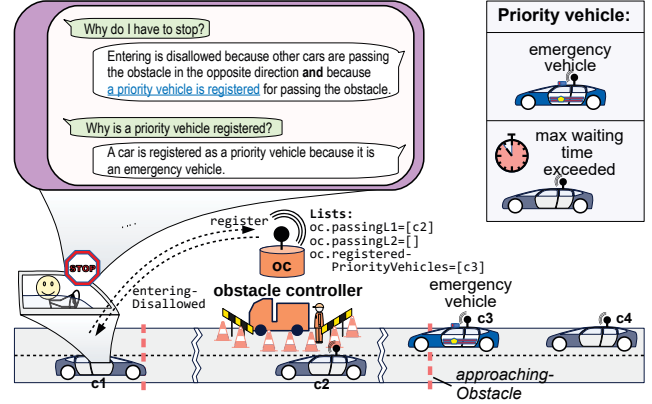 Why do I have to stop?
Entering is disallowed because other cars are passing
the obstacle in the opposite direction and because
a priority vehicle is registered for passing the obstacle.
Why is a priority vehicle registered?
A car is registered as a priority vehicle because it is
an emergency vehicle.
Priority vehicle:
emergency
vehicle
max waiting
time
exceeded
....
register
Lists:
oc.passingL1=[c2]
oc.passingL2=[]
oc.registered-
PriorityVehicles=[c3]
STOP
oc
entering-
Disallowed
obstacle controller
emergency
vehicle
c3
c4
c1
c2
approaching-
Obstacle